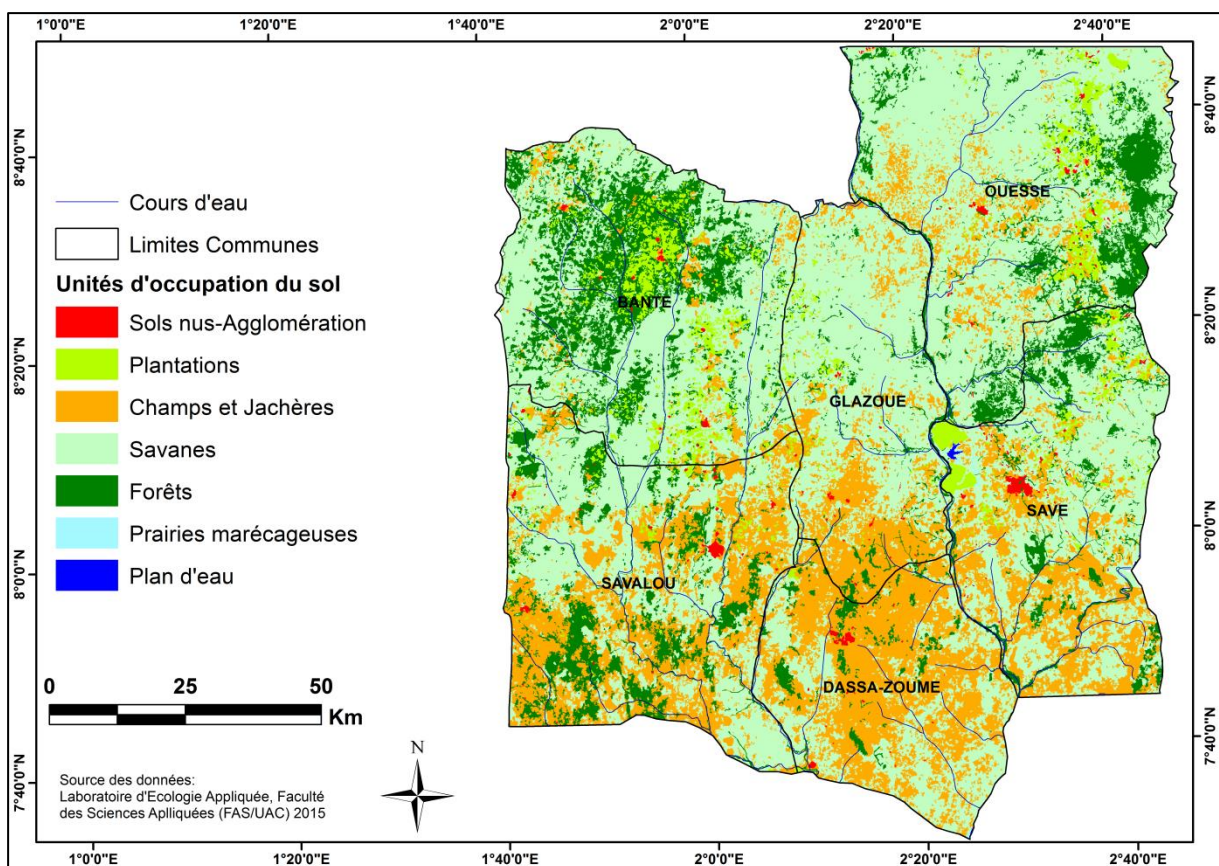 1°0'0"E 1°20'0"E 1°40'0"E 2°0'0"E 2°20'0"E 2°40'0"E
8°40'0"N
8°20'0"N
8°0'0"N
7°40'0"N
8°40'0"N
8°20'0"N
8°0'0"N
7°40'0"N
Cours d'eau
Limites Communes
Unités d'occupation du sol
Sols nus-Agglomération
Plantations
Champs et Jachères
Savanes
Forêts
Prairies marécageuses
Plan d'eau
0 25 50
Km
N
Source des données:
Laboratoire d'Ecologie Appliquée, Faculté
des Sciences Aplliquées (FAS/UAC) 2015
OUESSE
BANTE
GLAZOUE
SAVE
SAVALOU
DASSA-ZOUME
1°0'0"E 1°20'0"E 1°40'0"E 2°0'0"E 2°20'0"E 2°40'0"E